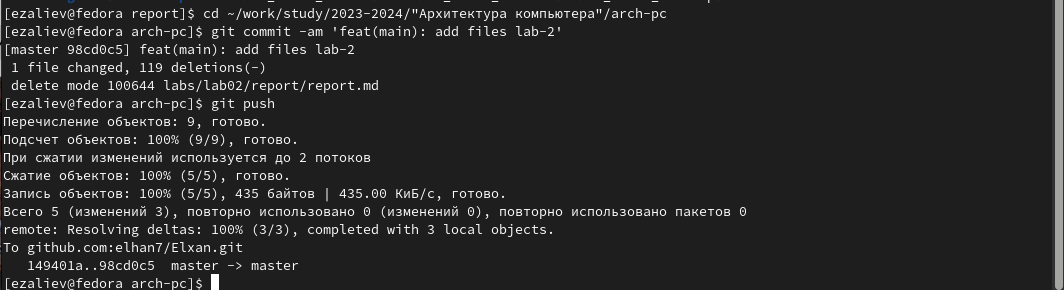 [ezaliev@fedora report]$ cd ~/work/study/2023-2024/"Архитектура компьютера"/arch-pc
[ezaliev@fedora arch-pc]$ git commit -am 'feat(main): add files lab-2'
[master 98cd0c5] feat(main): add files lab-2
 1 file changed, 119 deletions(-)
 delete mode 100644 labs/lab02/report/report.md
[ezaliev@fedora arch-pc]$ git push
Перечисление объектов: 9, готово.
Подсчет объектов: 100% (9/9), готово.
При сжатии изменений используется до 2 потоков
Сжатие объектов: 100% (5/5), готово.
Запись объектов: 100% (5/5), 435 байтов | 435.00 КиБ/с, готово.
Всего 5 (изменений 3), повторно использовано 0 (изменений 0), повторно использовано пакетов 0
remote: Resolving deltas: 100% (3/3), completed with 3 local objects.
To github.com:elhan7/Elxan.git
   149401a..98cd0c5  master -> master
[ezaliev@fedora arch-pc]$